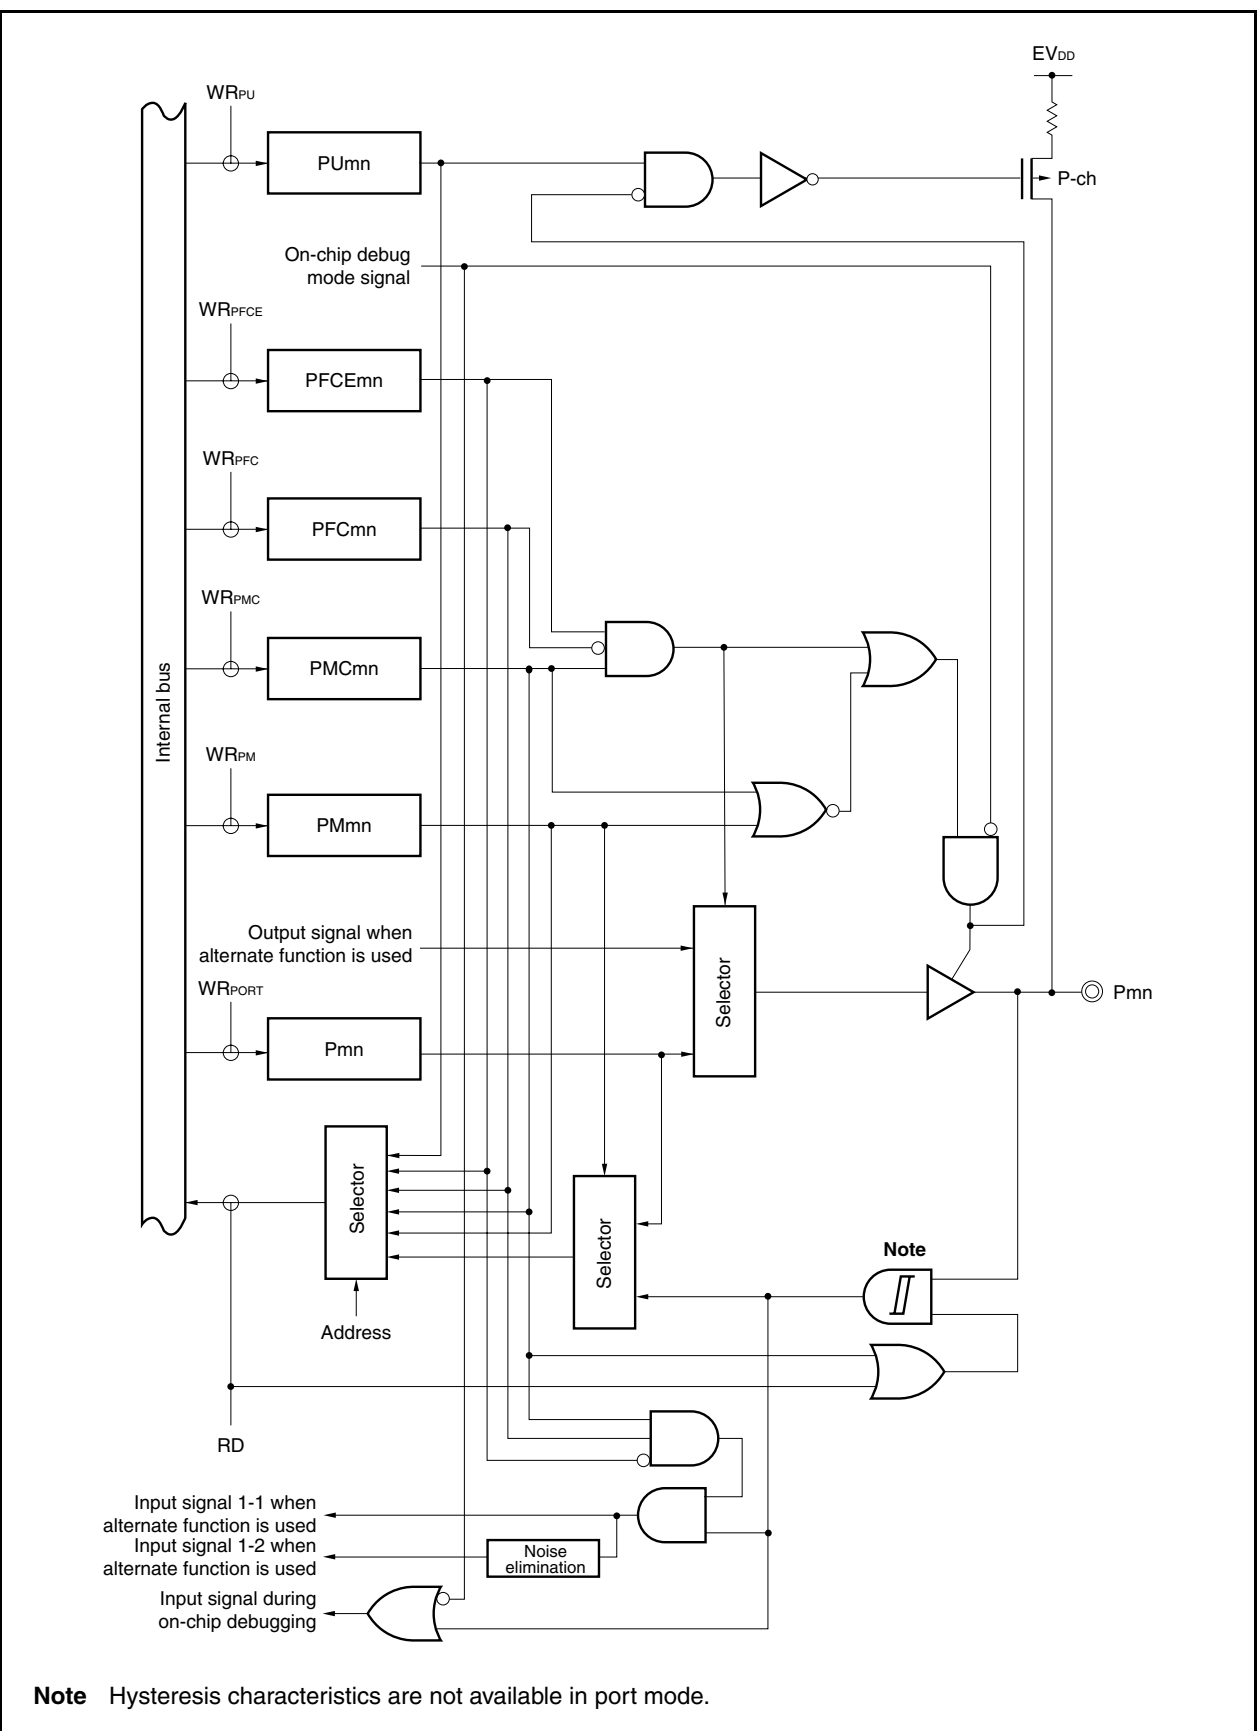 EVDD
WRPU
PUmn
P-ch
On-chip debug
mode signal
WRPFCE
PFCEmn
WRPFC
PFCmn
WRPMC
PMCmn
Internal bus
WRPM
PMmn
Output signal when
alternate function is used
Selector
WRPORT
Pmn
Pmn
Selector
Selector
Note
Address
RD
Input signal 1-1 when
alternate function is used
Input signal 1-2 when
alternate function is used
Noise
elimination
Input signal during
on-chip debugging
Note Hysteresis characteristics are not available in port mode.